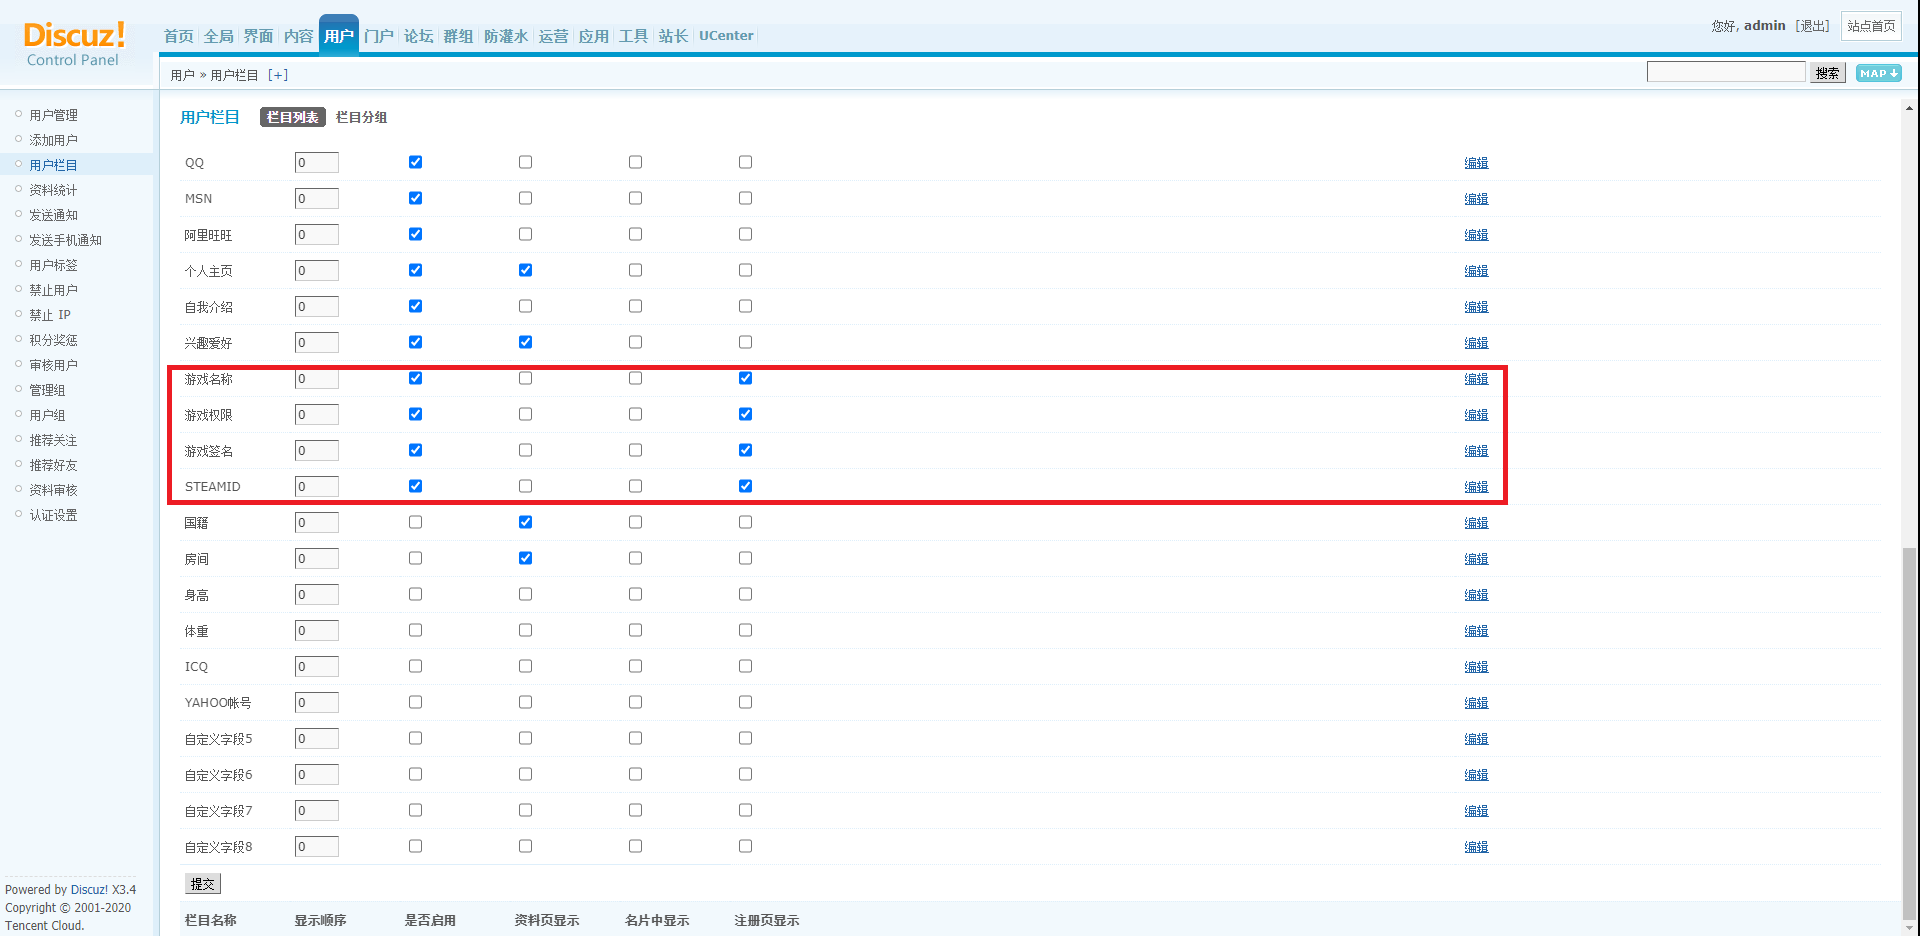 Discuz!
Control Panel
首页 全局 界面 内容 用户 门户 论坛 群组 防灌水 运营 应用 工具 站长 UCenter
您好, admin [退出] 站点首页
用户 » 用户栏目 [+]
搜索 MAP
用户管理
添加用户
用户栏目
资料统计
发送通知
发送手机通知
用户标签
禁止用户
禁止 IP
积分奖惩
审核用户
管理组
用户组
推荐关注
推荐好友
资料审核
认证设置
Powered by Discuz! X3.4
Copyright © 2001-2020
Tencent Cloud.
用户栏目 栏目列表 栏目分组
QQ 0 编辑
MSN 0 编辑
阿里旺旺 0 编辑
个人主页 0 编辑
自我介绍 0 编辑
兴趣爱好 0 编辑
游戏名称 0 编辑
游戏权限 0 编辑
游戏签名 0 编辑
STEAMID 0 编辑
国籍 0 编辑
房间 0 编辑
身高 0 编辑
体重 0 编辑
ICQ 0 编辑
YAHOO帐号 0 编辑
自定义字段5 0 编辑
自定义字段6 0 编辑
自定义字段7 0 编辑
自定义字段8 0 编辑
提交
栏目名称 显示顺序 是否启用 资料页显示 名片中显示 注册页显示